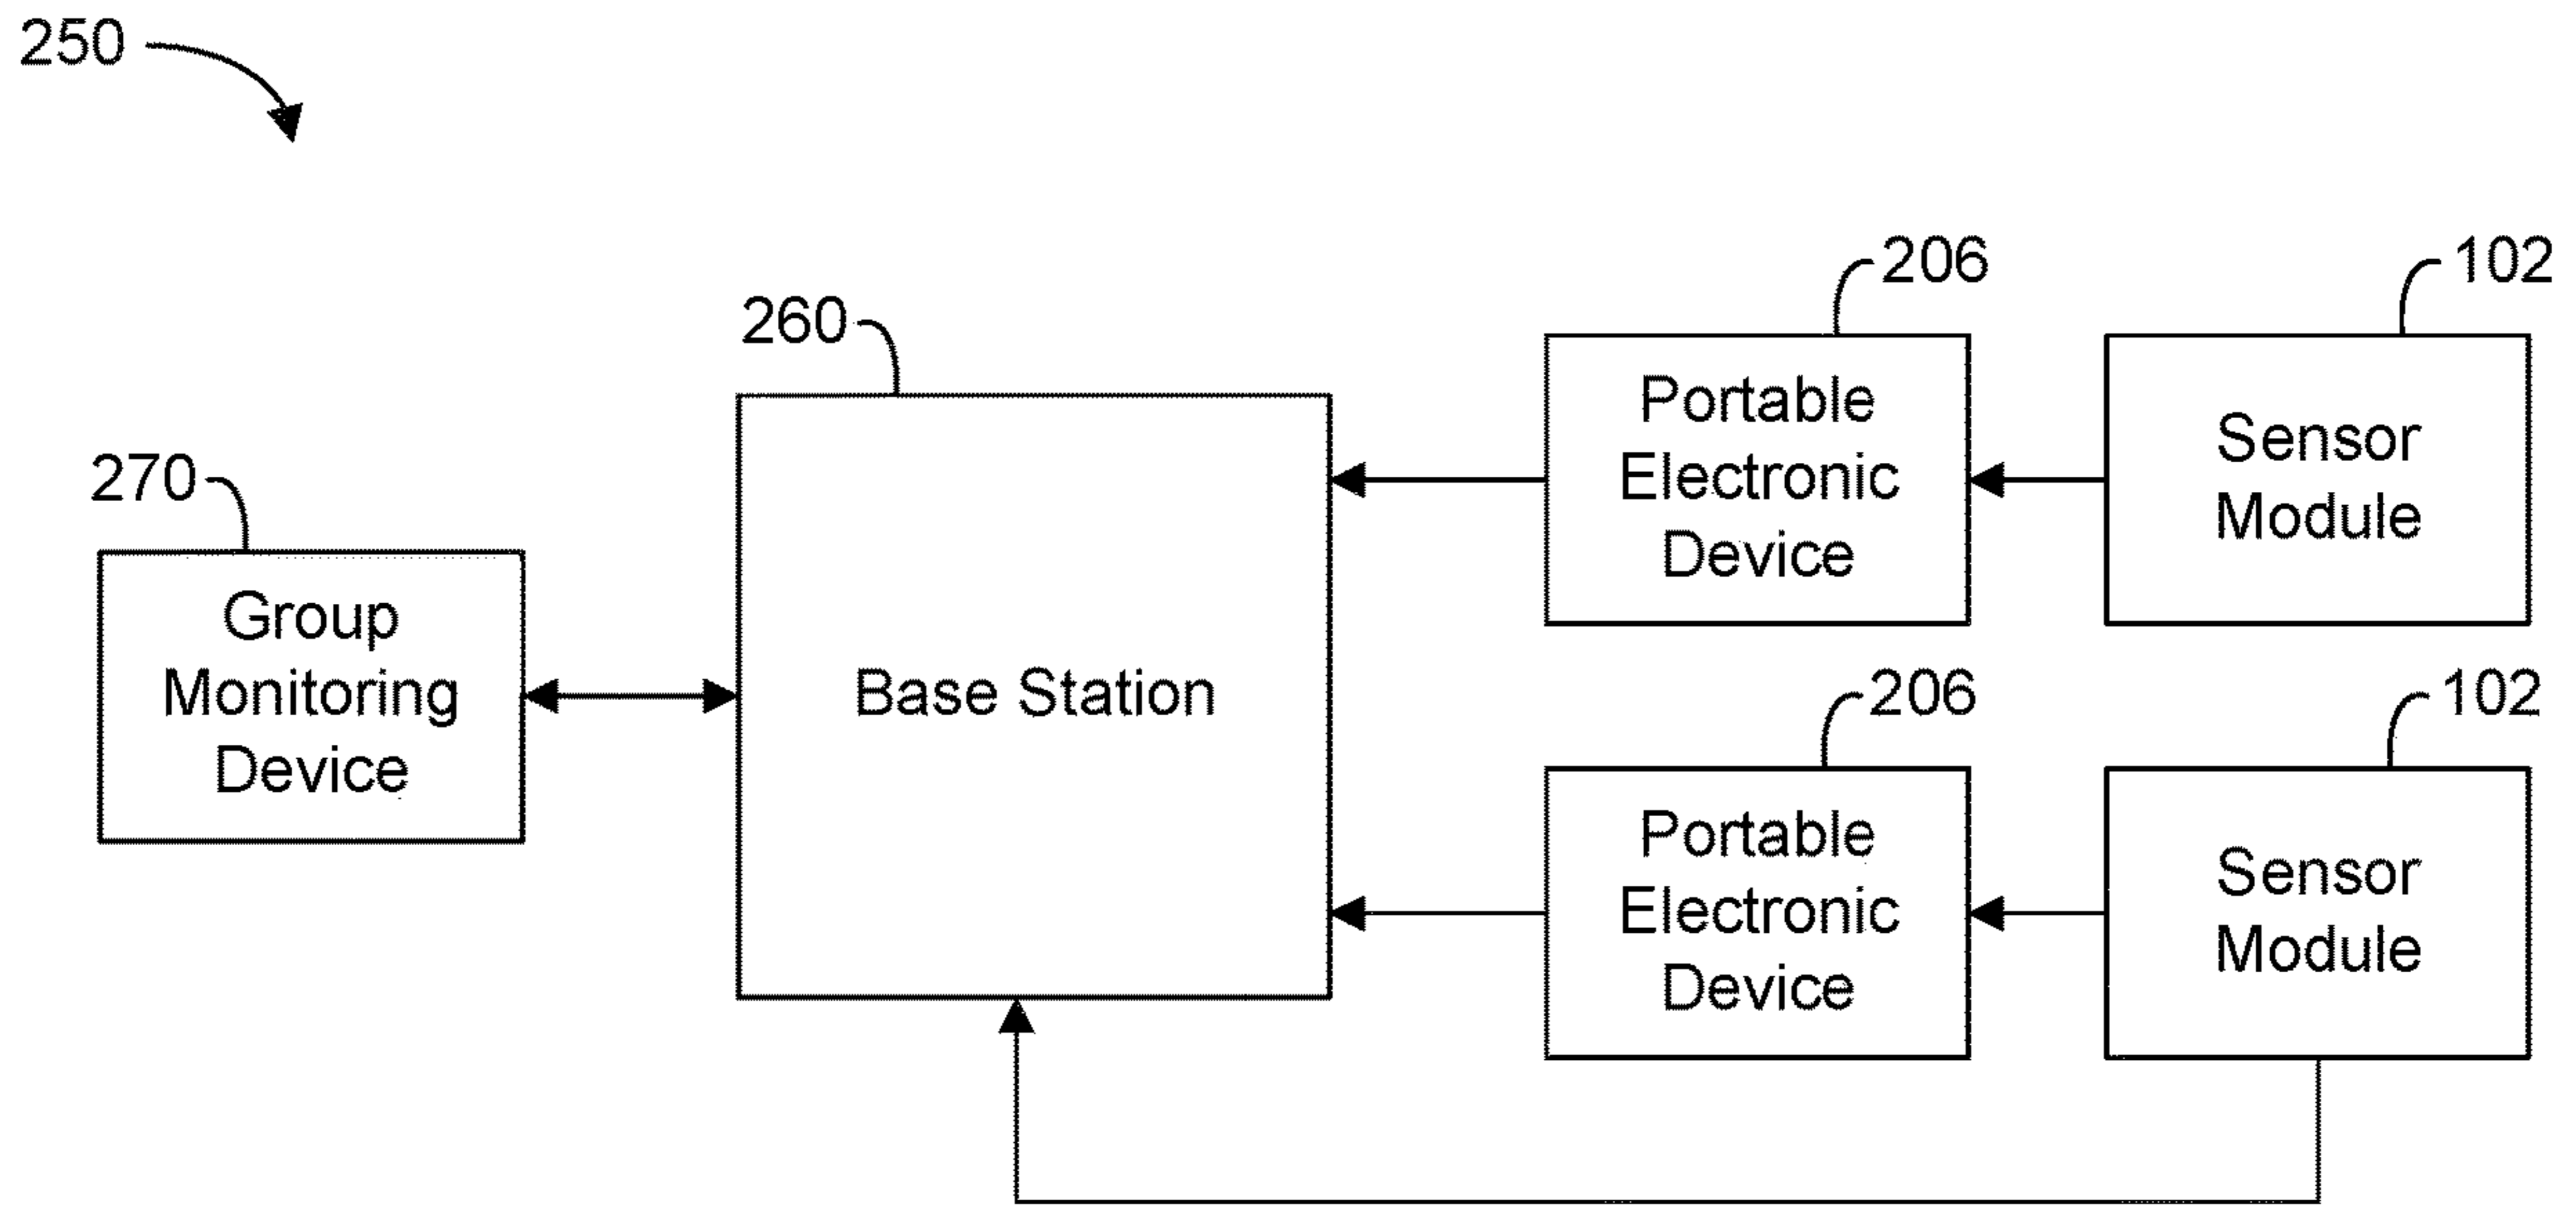 250
206
102
260
Portable
Electronic
Device
Sensor
Module
270
Group
Monitoring
Device
Base Station
206
102
Portable
Electronic
Device
Sensor
Module